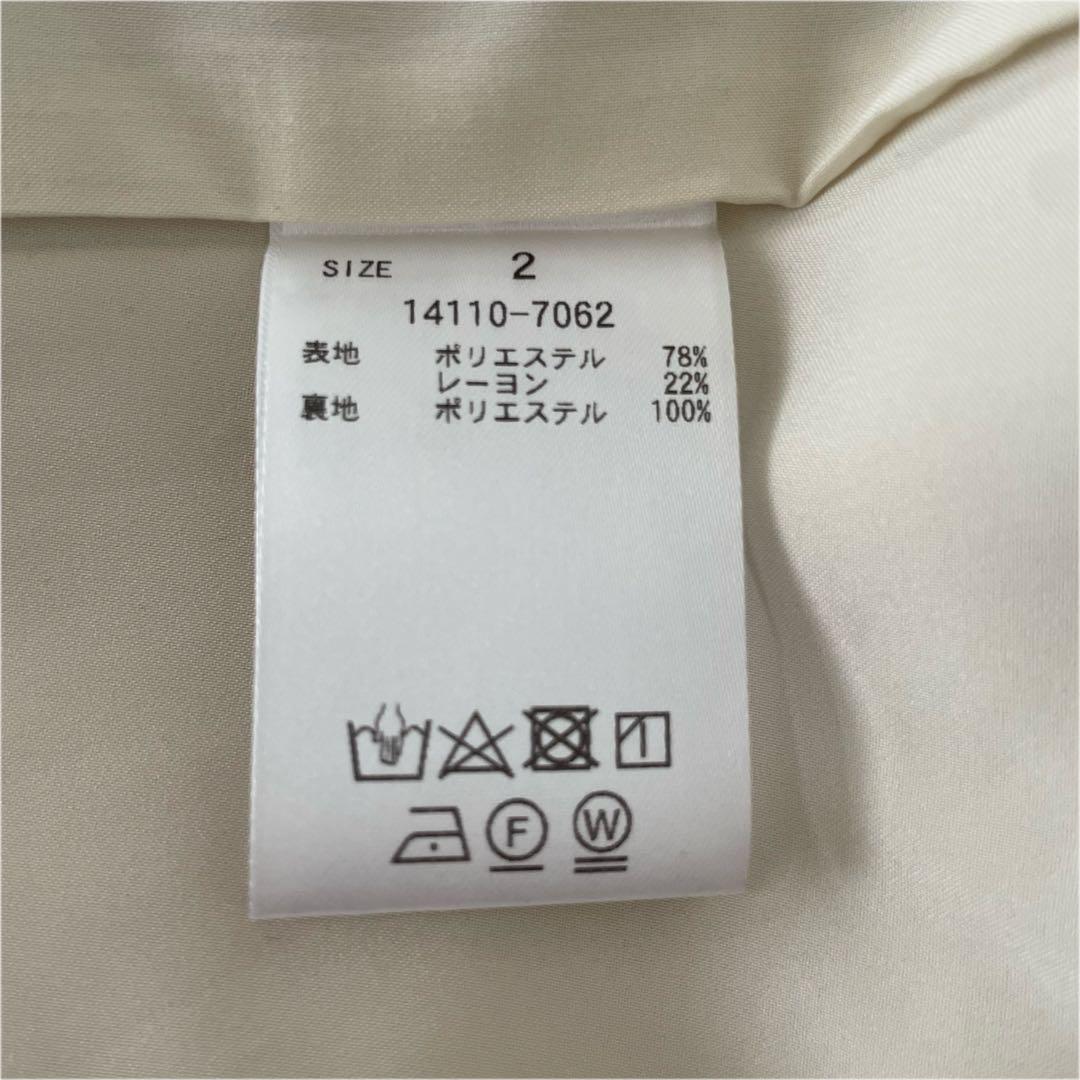 SIZE 2
14110-7062
表地 ポリエステル 78%
レーヨン 22%
裏地 ポリエステル 100%
F W